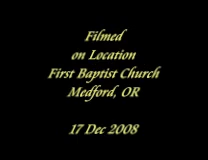 Filmed
on Location
First Baptist Church
Medford, OR
17 Dec 2008